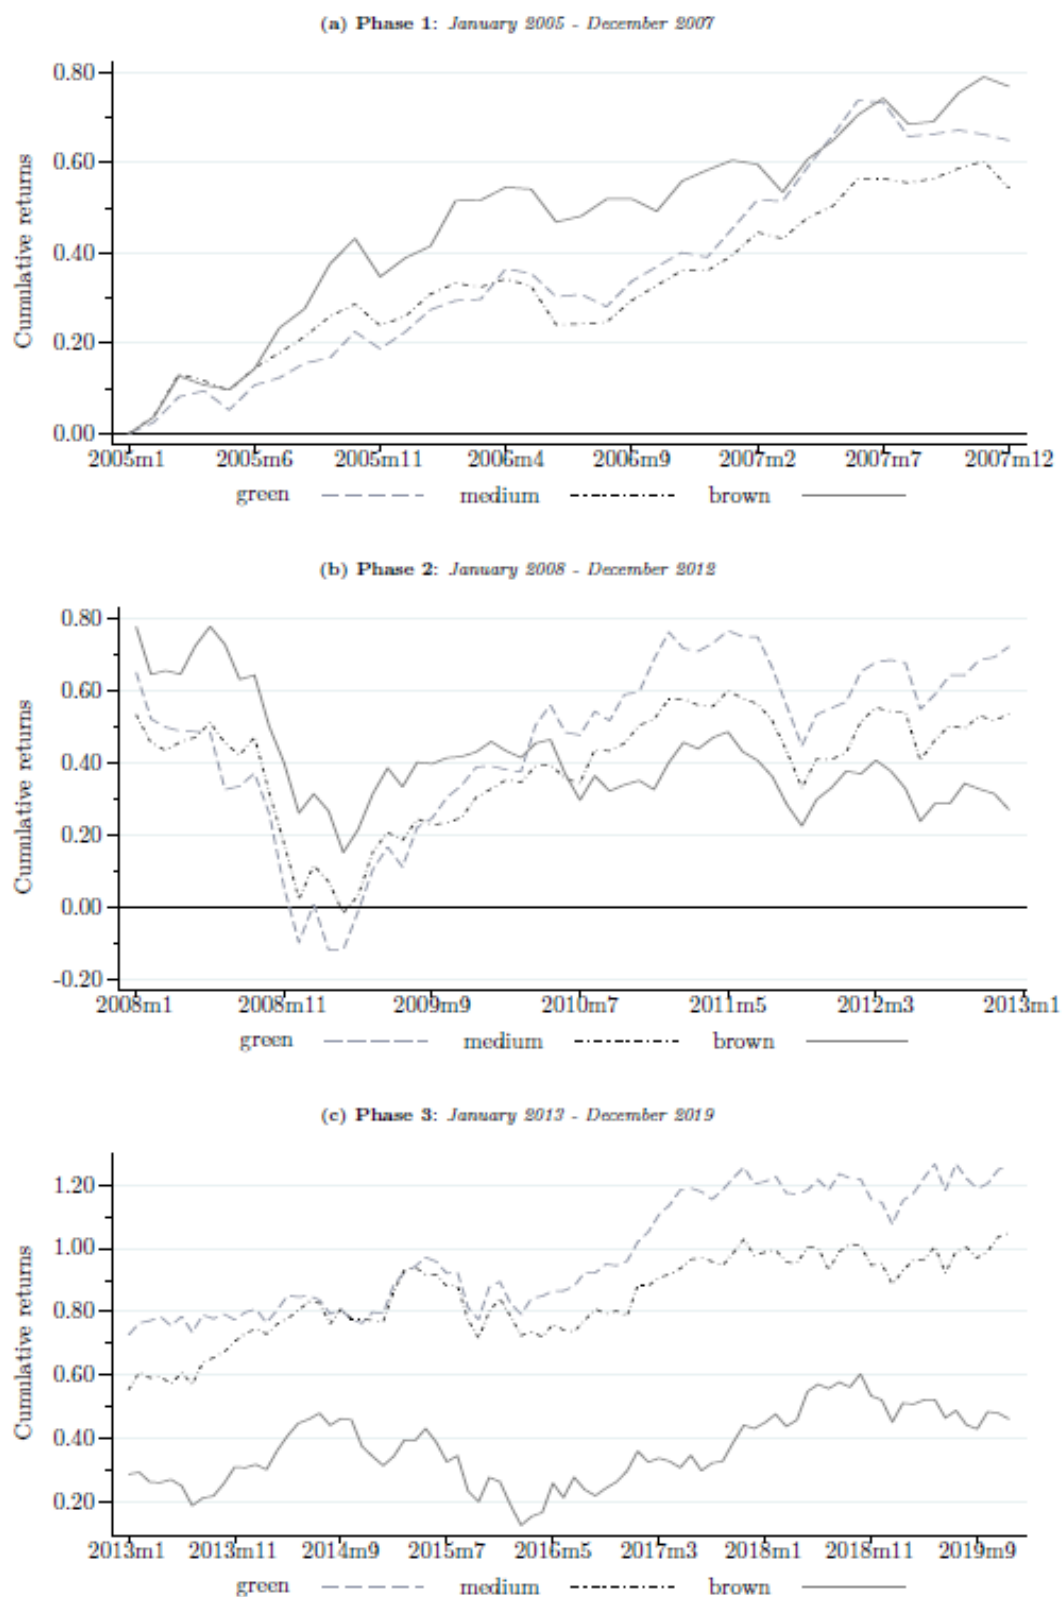 (a) Phase 1: January 2005 - December 2007
Cumulative returns
0.80
0.60
0.40
0.20
0.00
2005m1 2005m6 2005m11 2006m4 2006m9 2007m2 2007m7 2007m12
green medium brown
(b) Phase 2: January 2008 - December 2012
Cumulative returns
0.80
0.60
0.40
0.20
0.00
-0.20
2008m1 2008m11 2009m9 2010m7 2011m5 2012m3 2013m1
green medium brown
(c) Phase 3: January 2013 - December 2019
Cumulative returns
1.20
1.00
0.80
0.60
0.40
0.20
2013m1 2013m11 2014m9 2015m7 2016m5 2017m3 2018m1 2018m11 2019m9
green medium brown